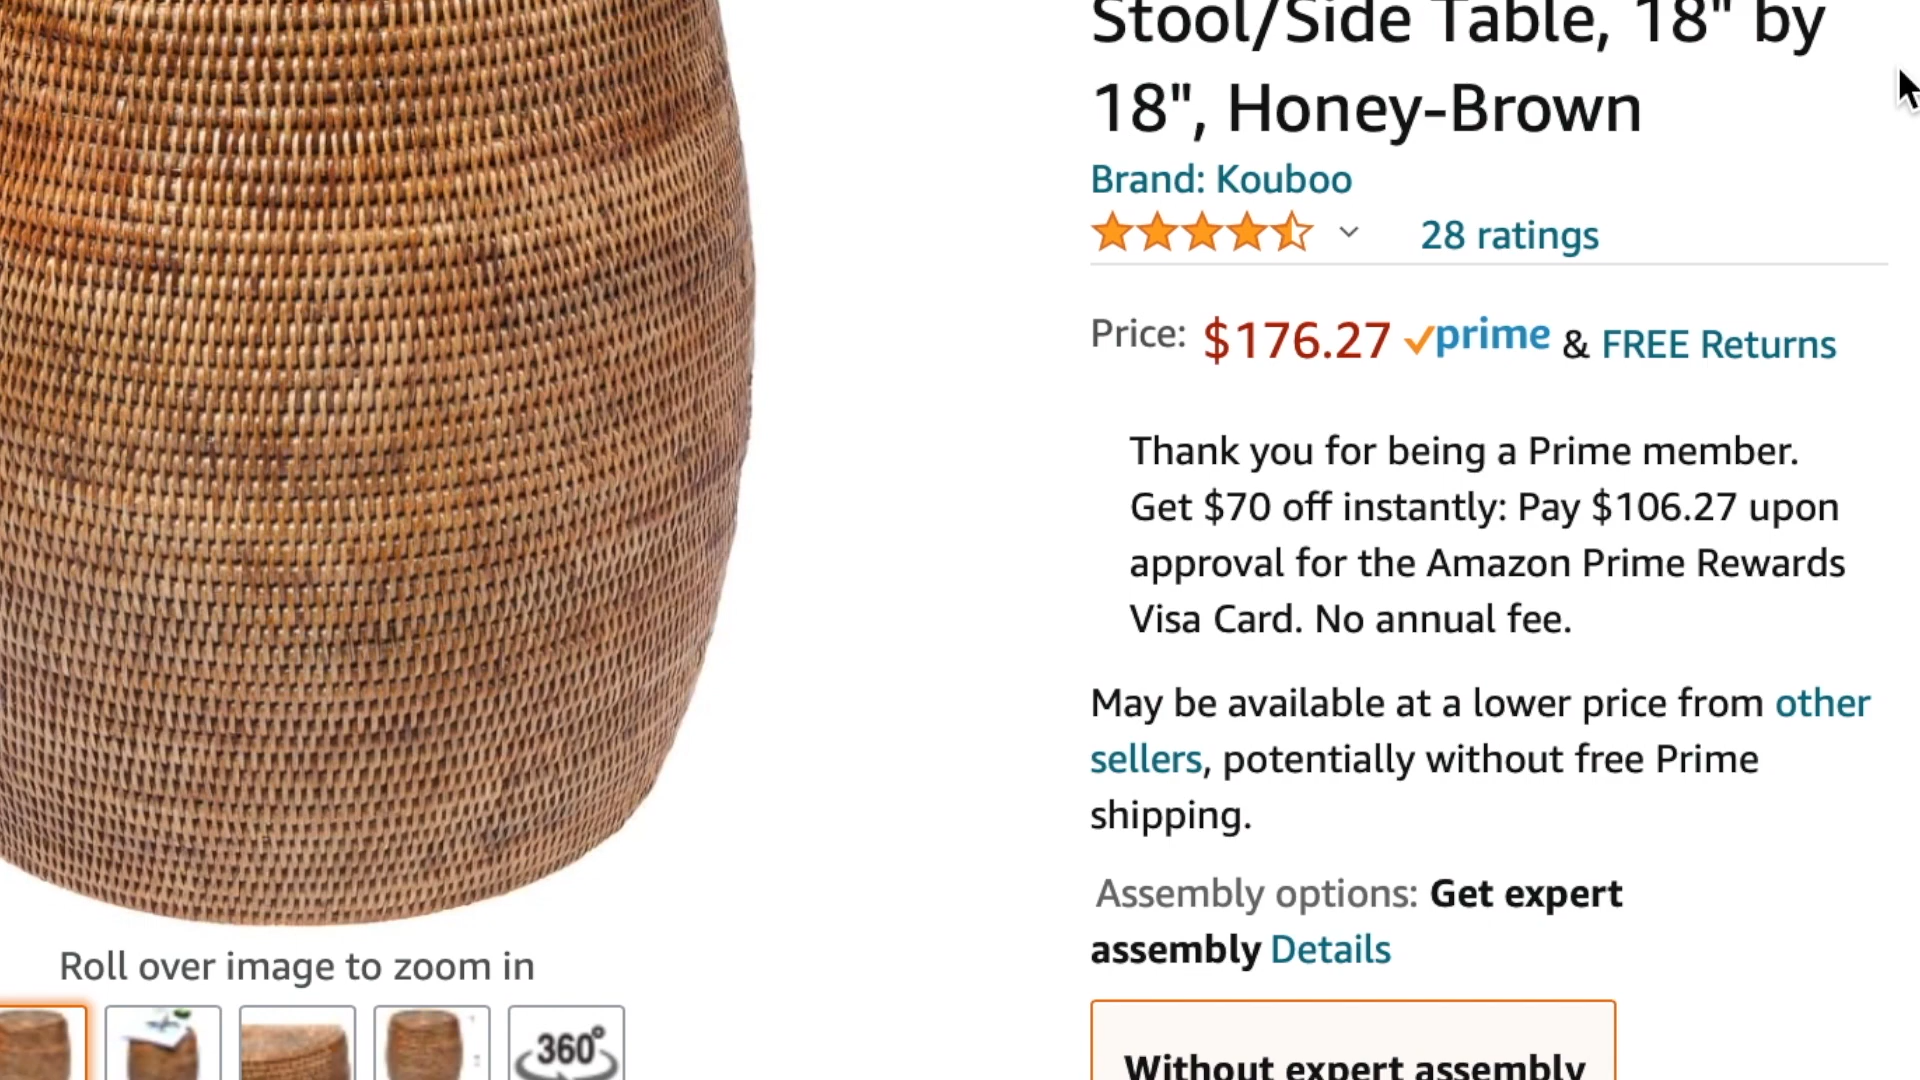 Stool/Side Table, 18" by
18", Honey-Brown
Brand: Kouboo
28 ratings
Price: $176.27 prime & FREE Returns
Thank you for being a Prime member.
Get $70 off instantly: Pay $106.27 upon
approval for the Amazon Prime Rewards
Visa Card. No annual fee.
May be available at a lower price from other
sellers, potentially without free Prime
shipping.
Assembly options: Get expert
assembly Details
Without expert assembly
Roll over image to zoom in
360°